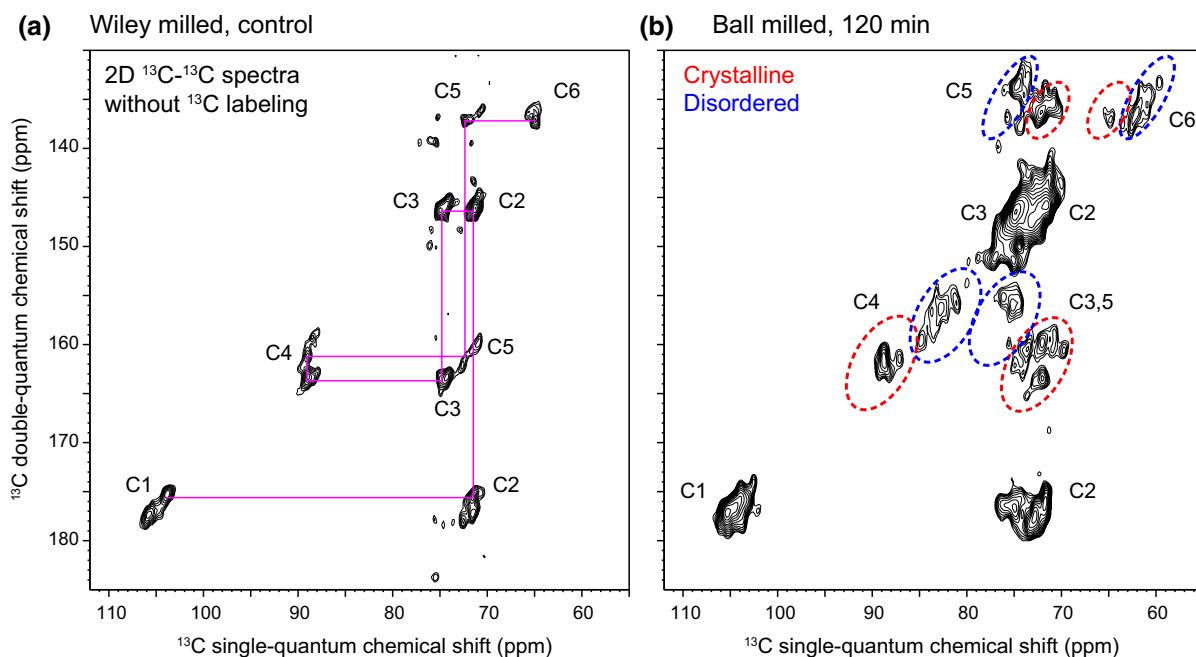 (a) Wiley milled, control
2D ¹³C-¹³C spectra
without ¹³C labeling
C5
C6
C3
C2
C4
C5
C3
C1
C2
140
150
160
170
180
¹³C double-quantum chemical shift (ppm)
110 100 90 80 70 60
¹³C single-quantum chemical shift (ppm)
(b) Ball milled, 120 min
Crystalline
Disordered
C5
C6
C3
C2
C4
C3,5
C1
C2
110 100 90 80 70 60
¹³C single-quantum chemical shift (ppm)